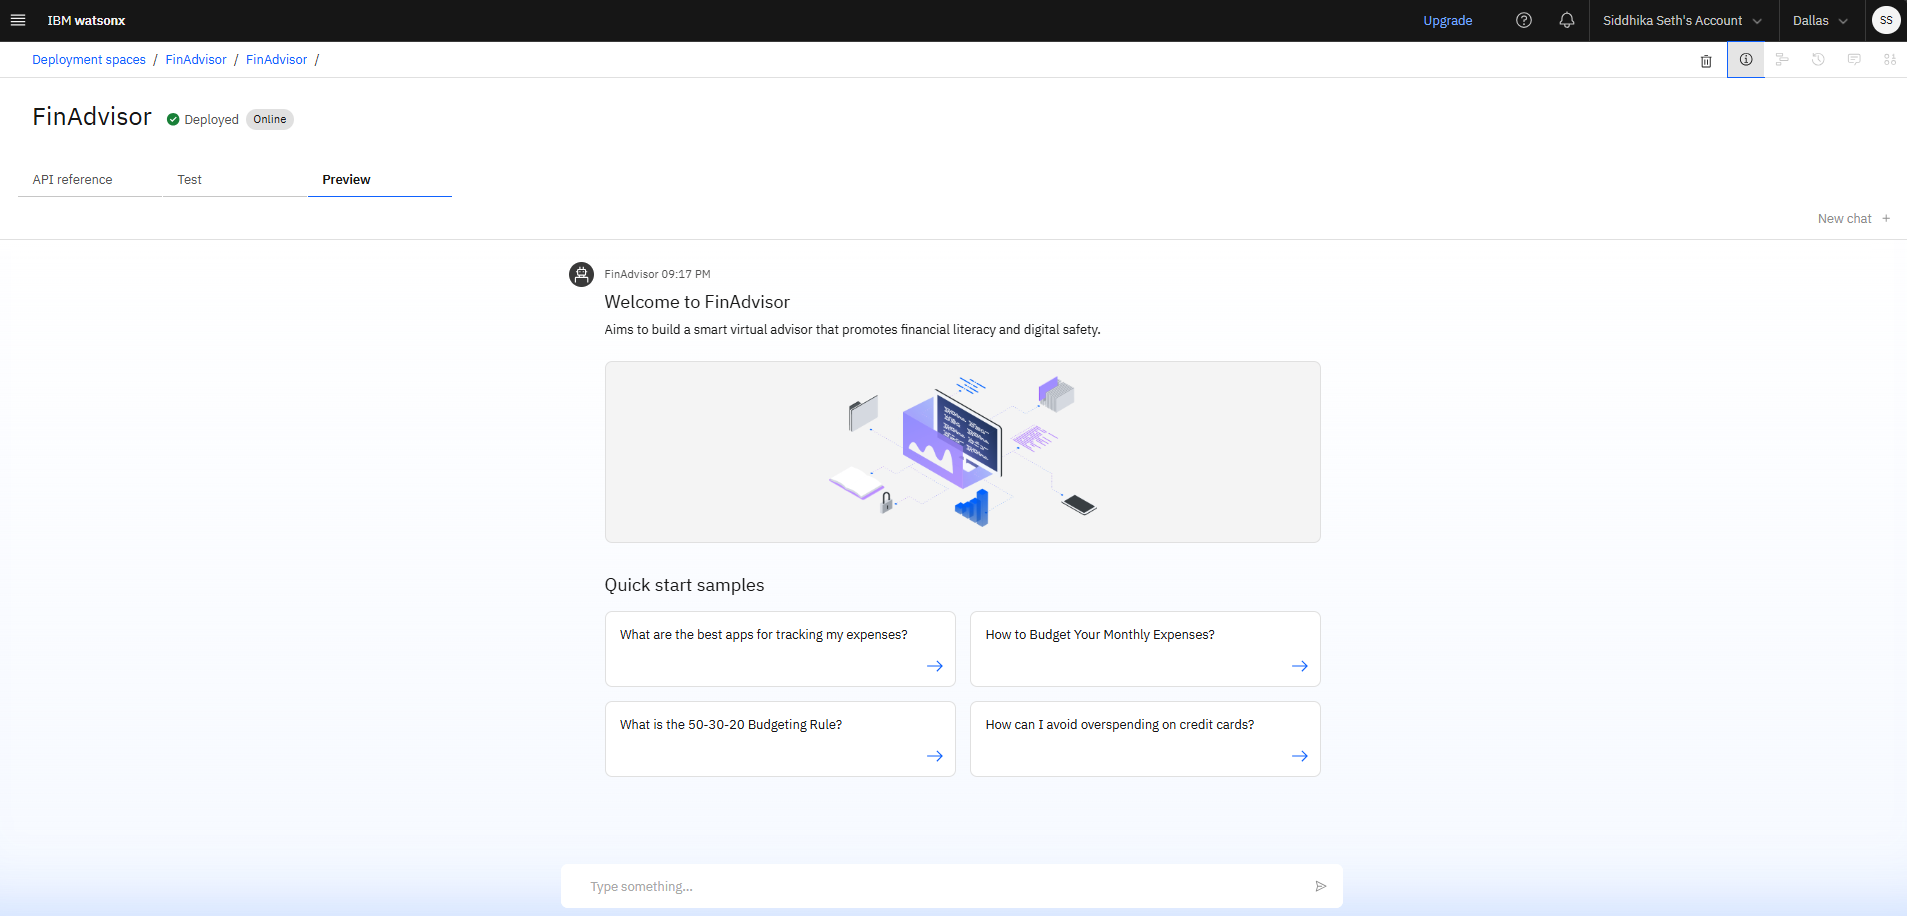 IBM watsonx
Upgrade
Siddhika Seth's Account
Dallas
SS
Deployment spaces / FinAdvisor / FinAdvisor /
FinAdvisor
Deployed
Online
API reference
Test
Preview
New chat +
FinAdvisor 09:17 PM
Welcome to FinAdvisor
Aims to build a smart virtual advisor that promotes financial literacy and digital safety.
Quick start samples
What are the best apps for tracking my expenses?
How to Budget Your Monthly Expenses?
What is the 50-30-20 Budgeting Rule?
How can I avoid overspending on credit cards?
Type something...